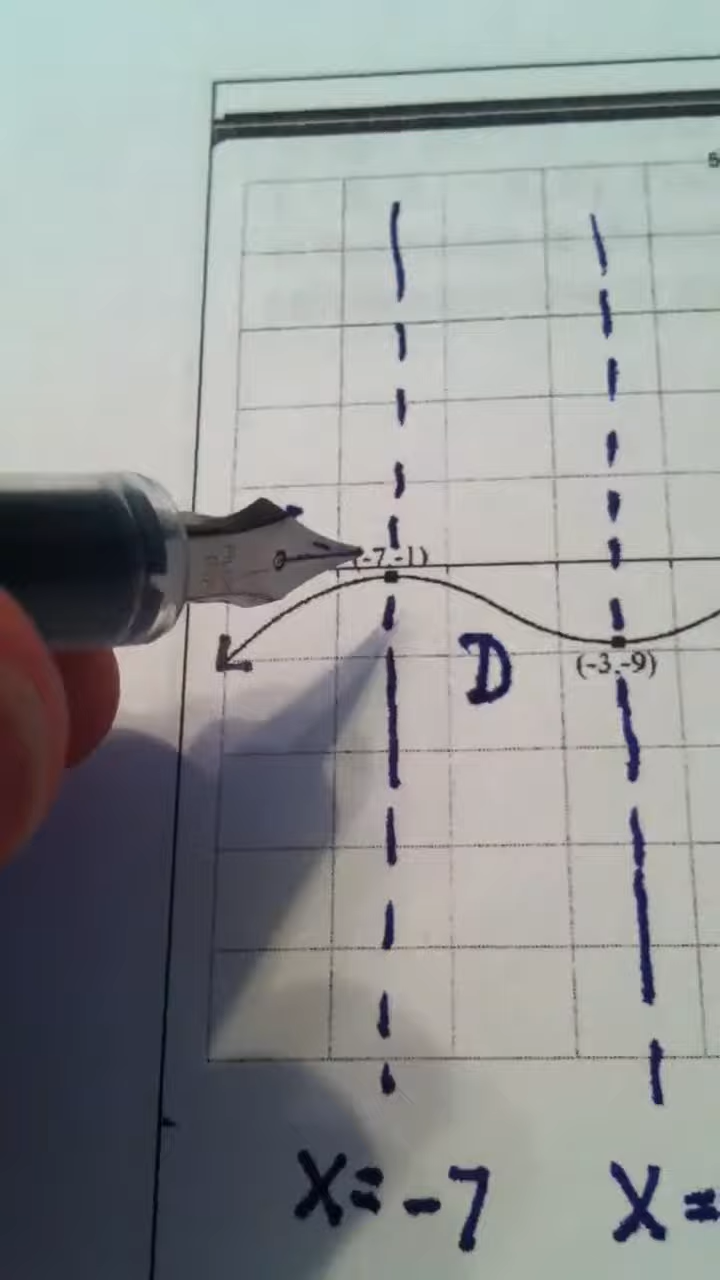 (-7,-1)
D
(-3,-9)
X=-7 X=